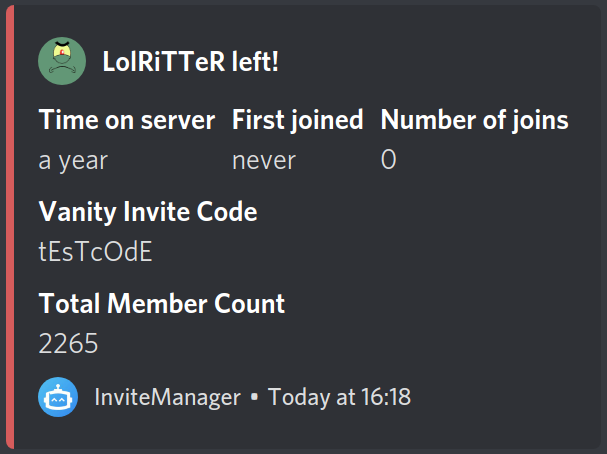 LolRiTTeR left!
Time on server First joined Number of joins
a year never 0
Vanity Invite Code
tEsTcOdE
Total Member Count
2265
InviteManager • Today at 16:18